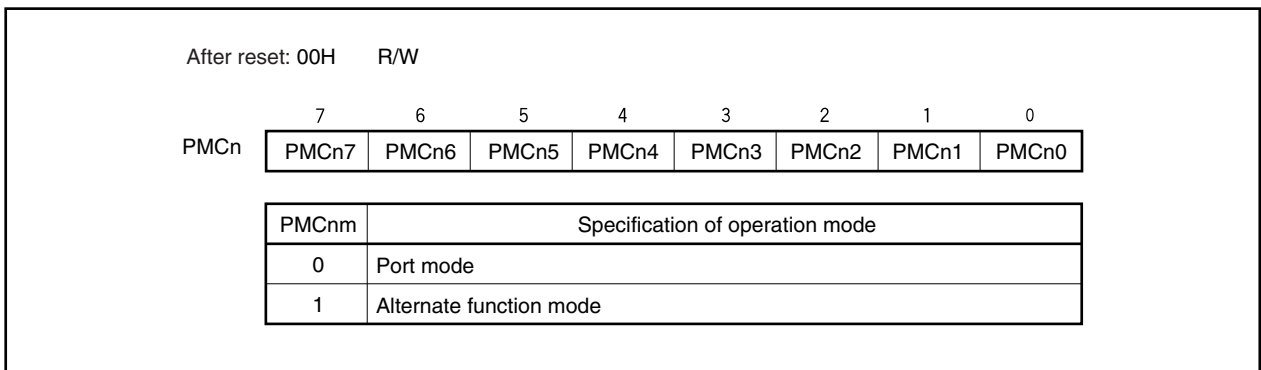 After reset: 00H R/W
7 6 5 4 3 2 1 0
PMCn PMCn7 PMCn6 PMCn5 PMCn4 PMCn3 PMCn2 PMCn1 PMCn0
PMCnm Specification of operation mode
0 Port mode
1 Alternate function mode